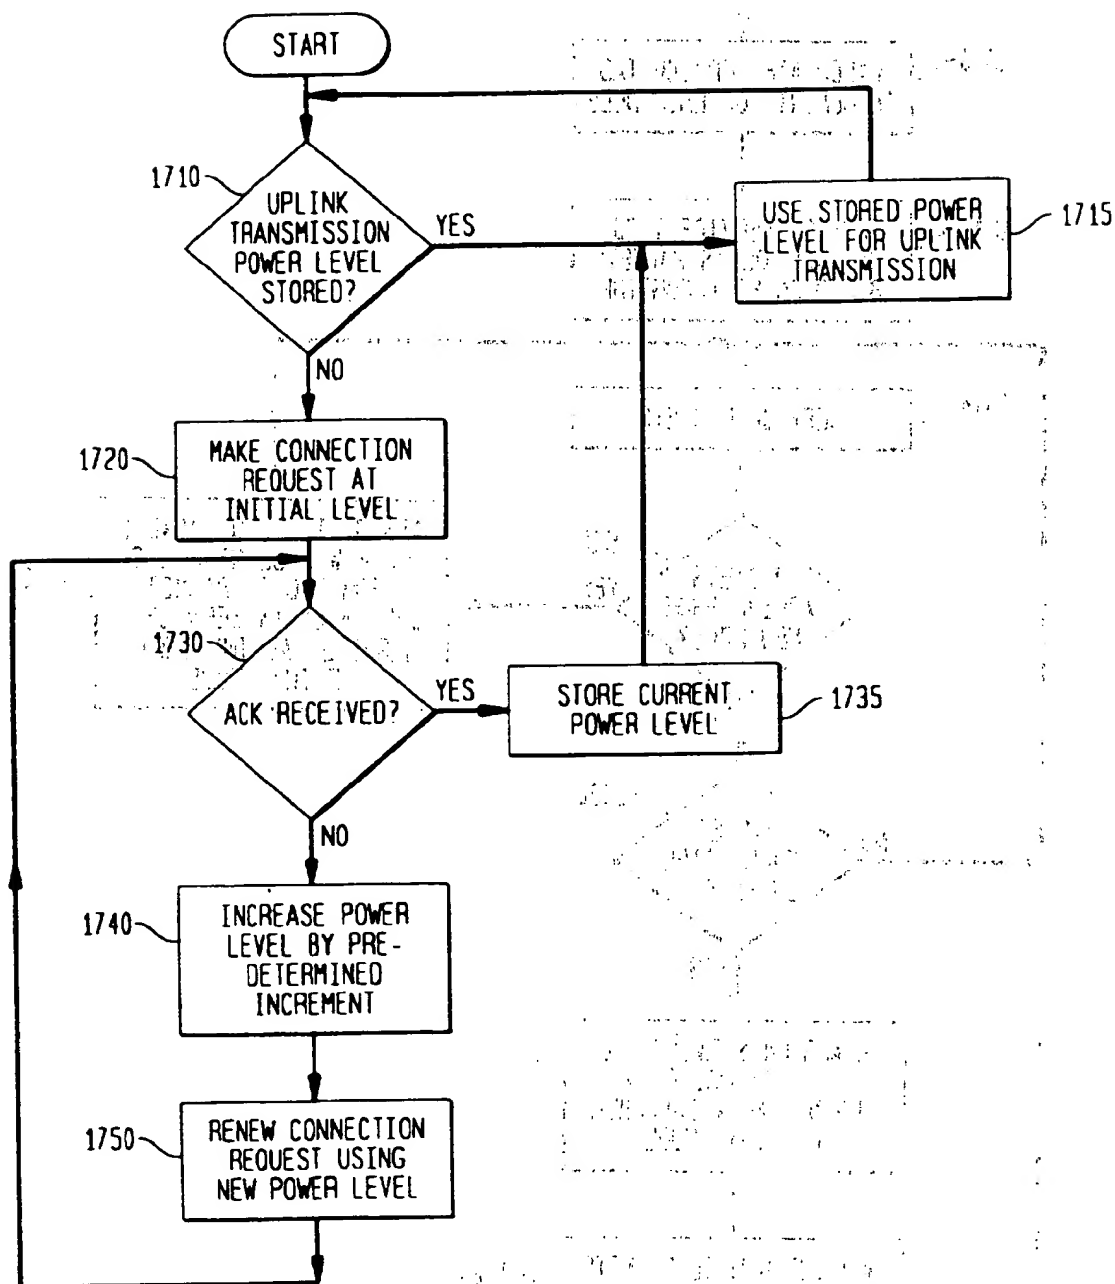 START
1710
UPLINK
TRANSMISSION
POWER LEVEL
STORED?
YES
USE STORED POWER
LEVEL FOR UPLINK
TRANSMISSION
1715
NO
1720
MAKE CONNECTION
REQUEST AT
INITIAL LEVEL
1730
ACK RECEIVED?
YES
STORE CURRENT
POWER LEVEL
1735
NO
1740
INCREASE POWER
LEVEL BY PRE-
DETERMINED
INCREMENT
1750
RENEW CONNECTION
REQUEST USING
NEW POWER LEVEL